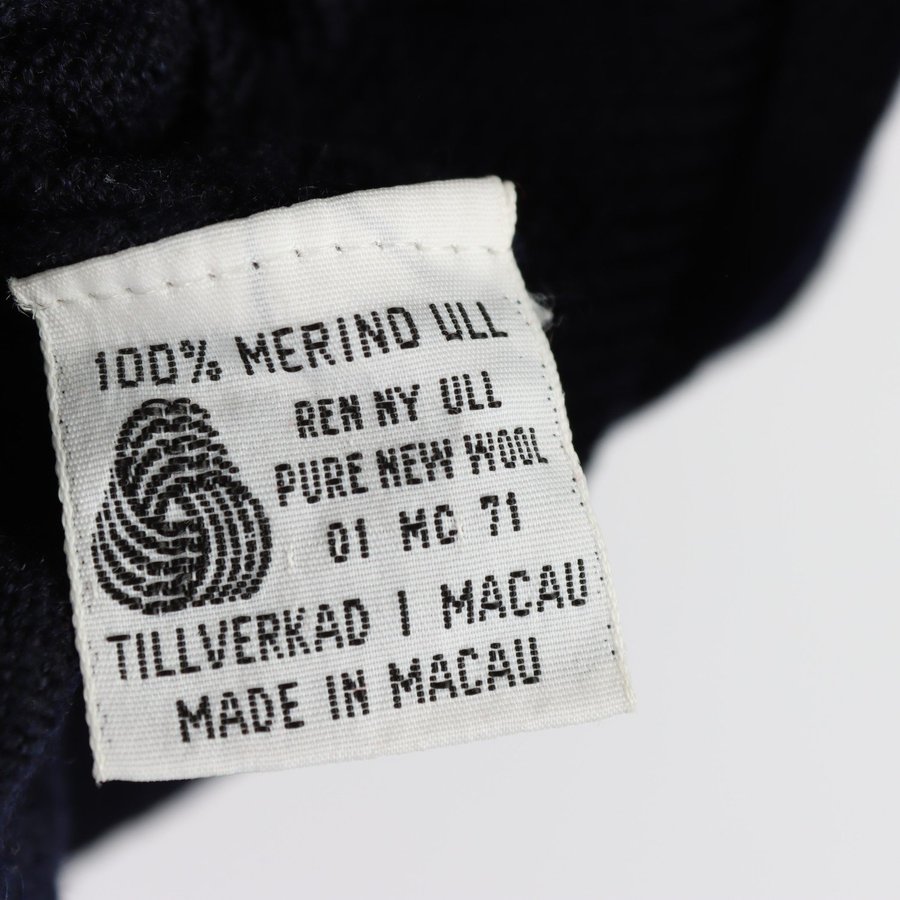 100% MERINO ULL
REN NY ULL
PURE NEW WOOL
01 MC 71
TILLVERKAD I MACAU
MADE IN MACAU